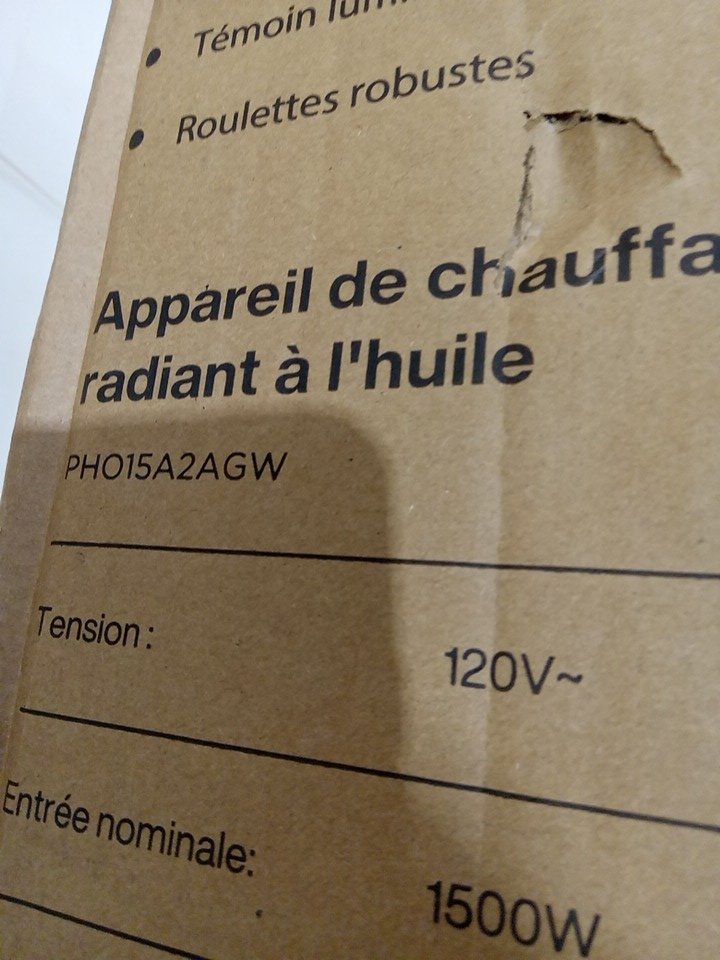 • Témoin
• Roulettes robustes
Appareil de chauffa
radiant à l'huile
PHO15A2AGW
Tension :
120V~
Entrée nominale:
1500W